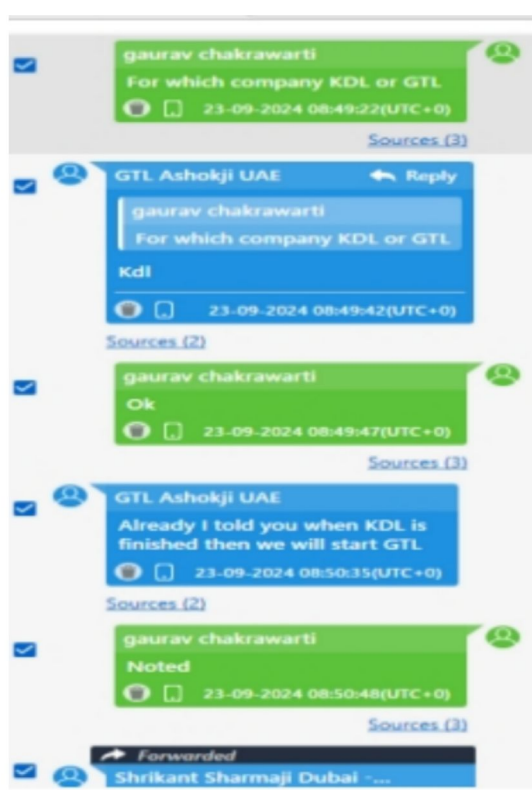 gaurav chakrawarti
For which company KDL or GTL
23-09-2024 08:49:22(UTC+0)
Sources (3)
GTL Ashokji UAE Reply
gaurav chakrawarti
For which company KDL or GTL
Kdl
23-09-2024 08:49:42(UTC+0)
Sources (2)
gaurav chakrawarti
Ok
23-09-2024 08:49:47(UTC+0)
Sources (3)
GTL Ashokji UAE
Already I told you when KDL is
finished then we will start GTL
23-09-2024 08:50:35(UTC+0)
Sources (2)
gaurav chakrawarti
Noted
23-09-2024 08:50:48(UTC+0)
Sources (3)
Forwarded
Shrikant Sharmaji Dubai -...